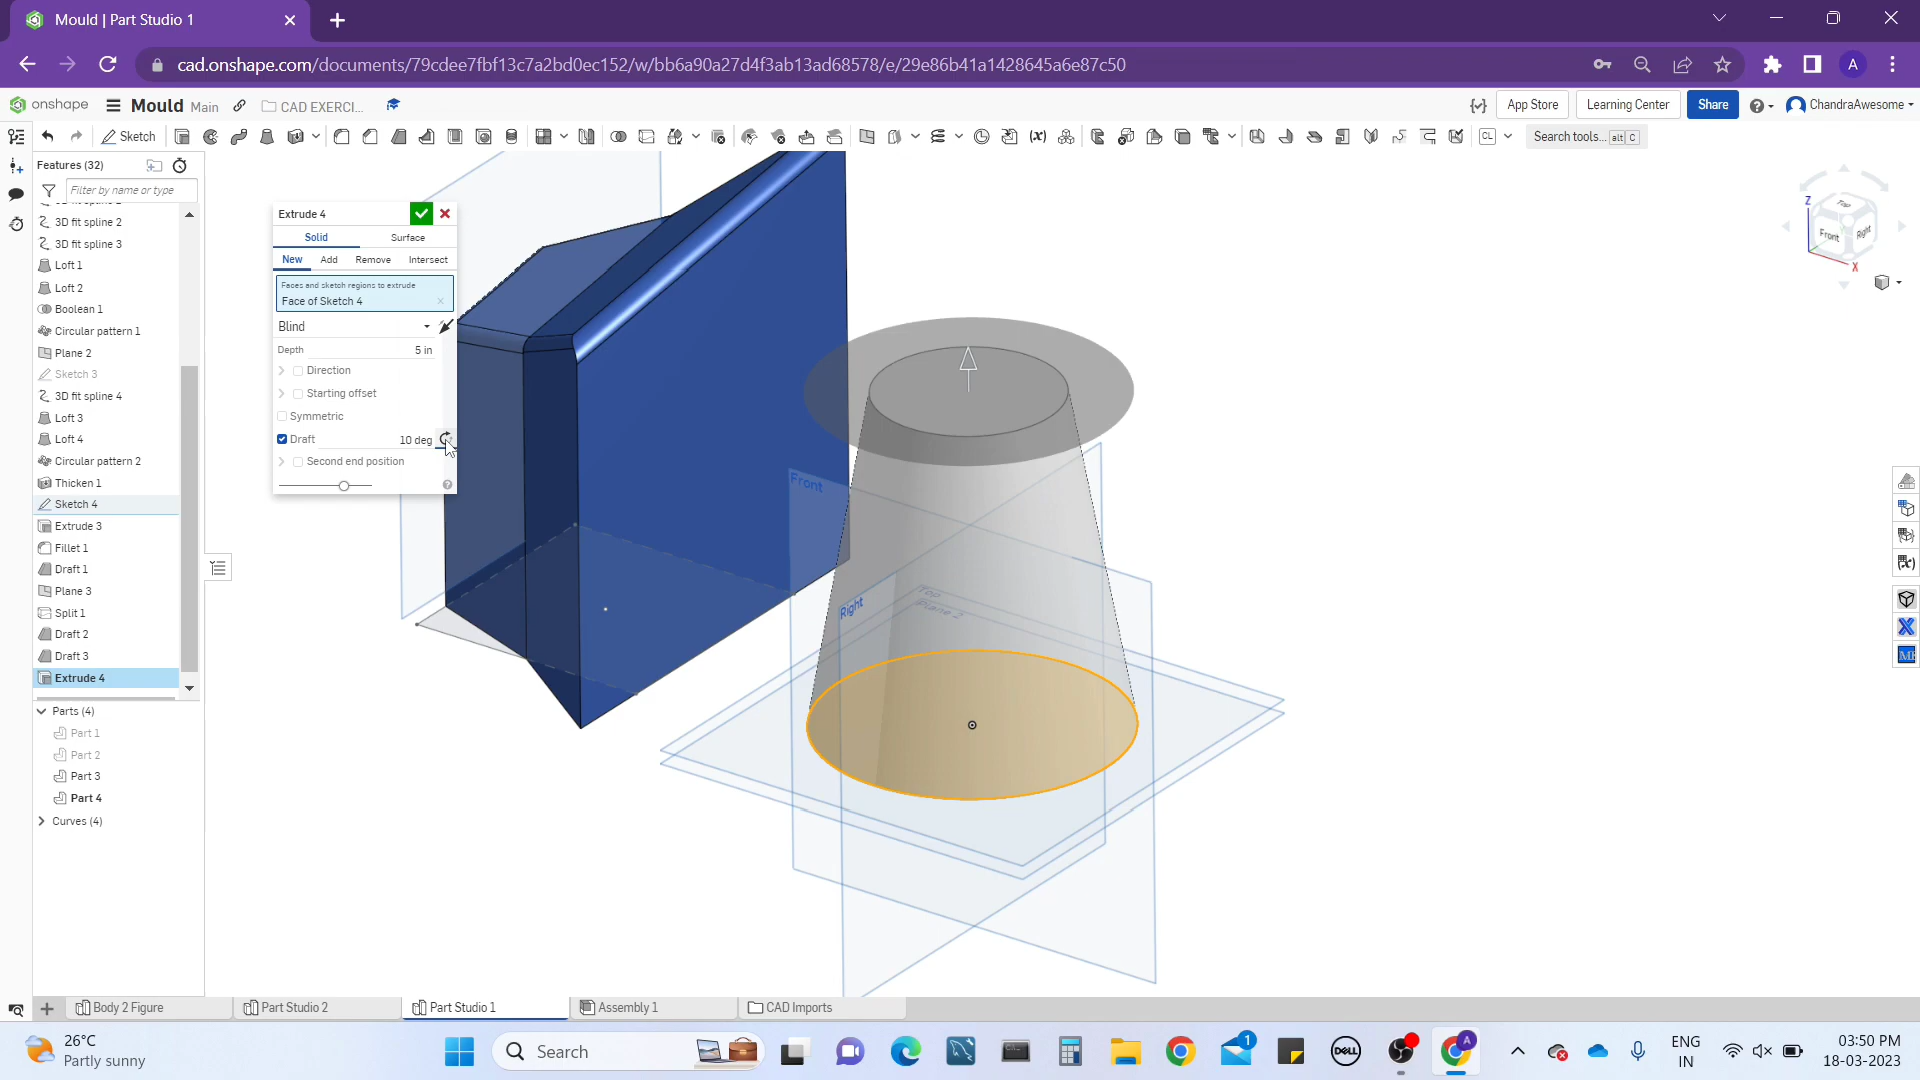 Mould | Part Studio 1
cad.onshape.com/documents/79cdee7fbf13c7a2bd0ec152/w/bb6a90a27d4f3ab13ad68578/e/29e86b41a1428645a6e87c50
A
onshape
Mould Main
CAD EXERCI...
App Store
Learning Center
Share
ChandraAwesome
Sketch
(x)
CL
Search tools... alt C
Features (32)
Filter by name or type
3D fit spline 2
3D fit spline 3
Loft 1
Loft 2
Boolean 1
Circular pattern 1
Plane 2
Sketch 3
3D fit spline 4
Loft 3
Loft 4
Circular pattern 2
Thicken 1
Sketch 4
Extrude 3
Fillet 1
Draft 1
Plane 3
Split 1
Draft 2
Draft 3
Extrude 4
Parts (4)
Part 1
Part 2
Part 3
Part 4
Curves (4)
Extrude 4
Solid
Surface
New
Add
Remove
Intersect
Faces and sketch regions to extrude
Face of Sketch 4
Blind
Depth
5 in
Direction
Starting offset
Symmetric
Draft
10 deg
Second end position
Front
Right
Top
Plane 2
Z
Top
Front
Right
X
Body 2 Figure
Part Studio 2
Part Studio 1
Assembly 1
CAD Imports
26°C
Partly sunny
Search
DELL
1
A
ENG
IN
03:50 PM
18-03-2023